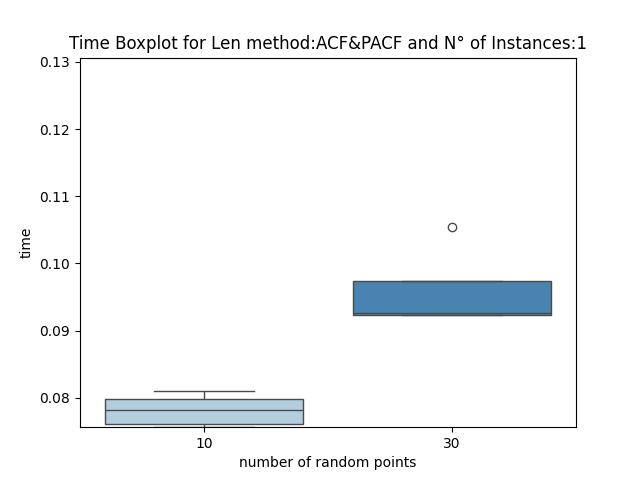 Time Boxplot for Len method:ACF&PACF and N° of Instances:1
0.13
0.12
0.11
0.10
0.09
0.08
time
10 30
number of random points